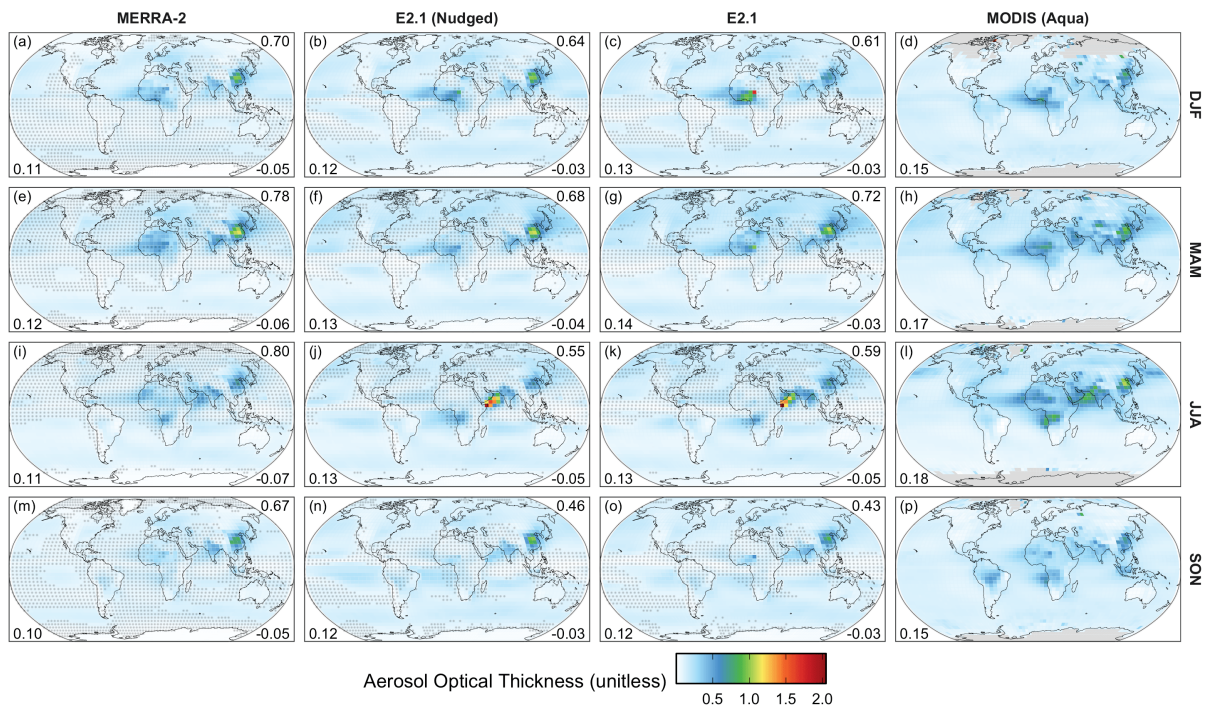 MERRA-2 E2.1 (Nudged) E2.1 MODIS (Aqua)
(a) 0.70 (b) 0.64 (c) 0.61 (d)
DJF
0.11 -0.05 0.12 -0.03 0.13 -0.03 0.15
(e) 0.78 (f) 0.68 (g) 0.72 (h)
MAM
0.12 -0.06 0.13 -0.04 0.14 -0.03 0.17
(i) 0.80 (j) 0.55 (k) 0.59 (l)
JJA
0.11 -0.07 0.13 -0.05 0.13 -0.05 0.18
(m) 0.67 (n) 0.46 (o) 0.43 (p)
SON
0.10 -0.05 0.12 -0.03 0.12 -0.03 0.15
Aerosol Optical Thickness (unitless)
0.5 1.0 1.5 2.0